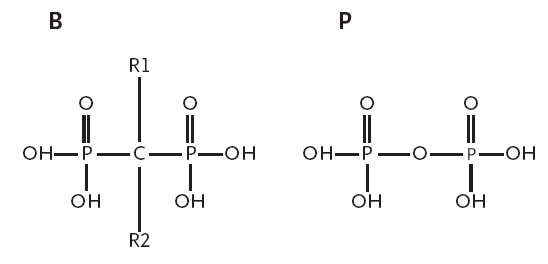 B P
R1
O O O O
OH P C P OH OH P O P OH
OH OH OH OH
R2